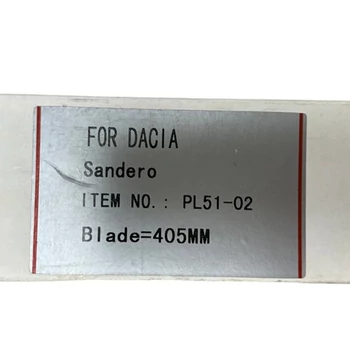 FOR DACIA
Sandero
ITEM NO.: PL51-02
Blade=405MM